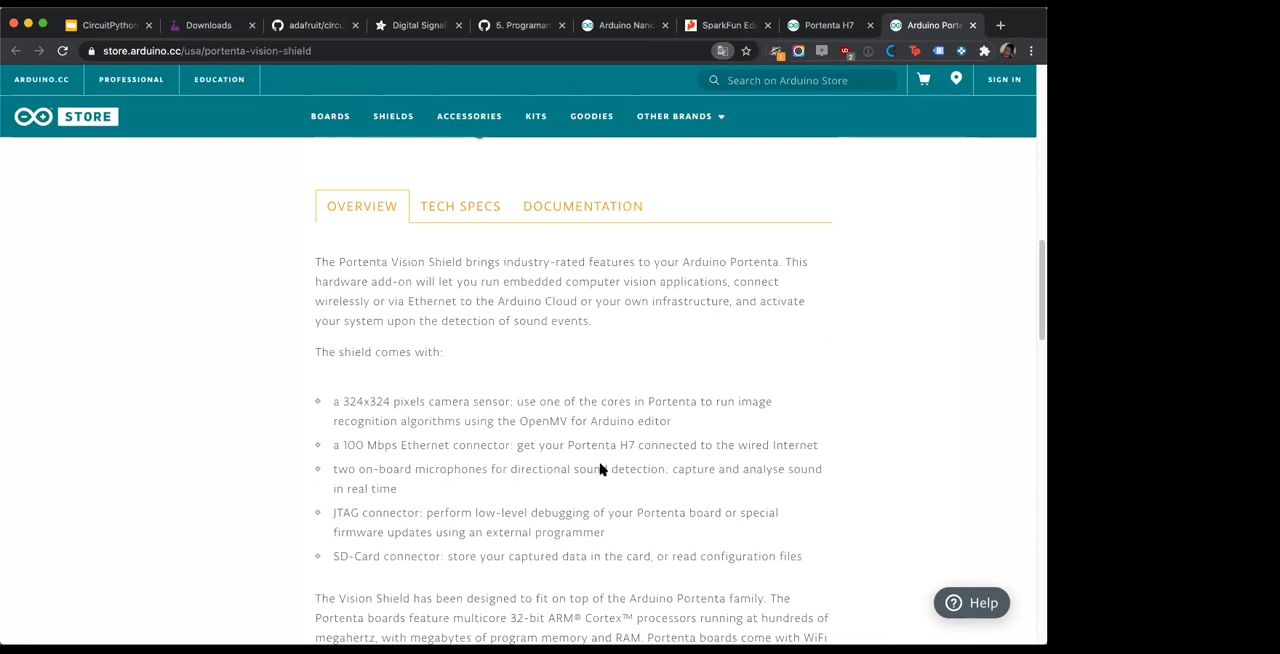 CircuitPython
Downloads
adafruit/circu
Digital Signal
5. Programan
Arduino Nano
SparkFun Ed
Portenta H7
Arduino Porte
store.arduino.cc/usa/portenta-vision-shield
ARDUINO.CC
PROFESSIONAL
EDUCATION
Search on Arduino Store
SIGN IN
STORE
BOARDS
SHIELDS
ACCESSORIES
KITS
GOODIES
OTHER BRANDS
OVERVIEW
TECH SPECS
DOCUMENTATION
The Portenta Vision Shield brings industry-rated features to your Arduino Portenta. This
hardware add-on will let you run embedded computer vision applications, connect
wirelessly or via Ethernet to the Arduino Cloud or your own infrastructure, and activate
your system upon the detection of sound events.
The shield comes with:
a 324x324 pixels camera sensor: use one of the cores in Portenta to run image
recognition algorithms using the OpenMV for Arduino editor
a 100 Mbps Ethernet connector: get your Portenta H7 connected to the wired Internet
two on-board microphones for directional sound detection: capture and analyse sound
in real time
JTAG connector: perform low-level debugging of your Portenta board or special
firmware updates using an external programmer
SD-Card connector: store your captured data in the card, or read configuration files
The Vision Shield has been designed to fit on top of the Arduino Portenta family. The
Portenta boards feature multicore 32-bit ARM® Cortex™ processors running at hundreds of
megahertz, with megabytes of program memory and RAM. Portenta boards come with WiFi
Help